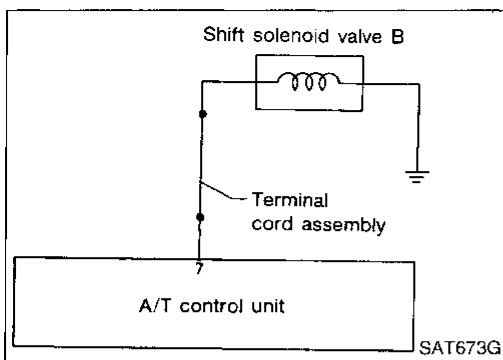 Shift solenoid valve B
Terminal
cord assembly
7
A/T control unit
SAT673G